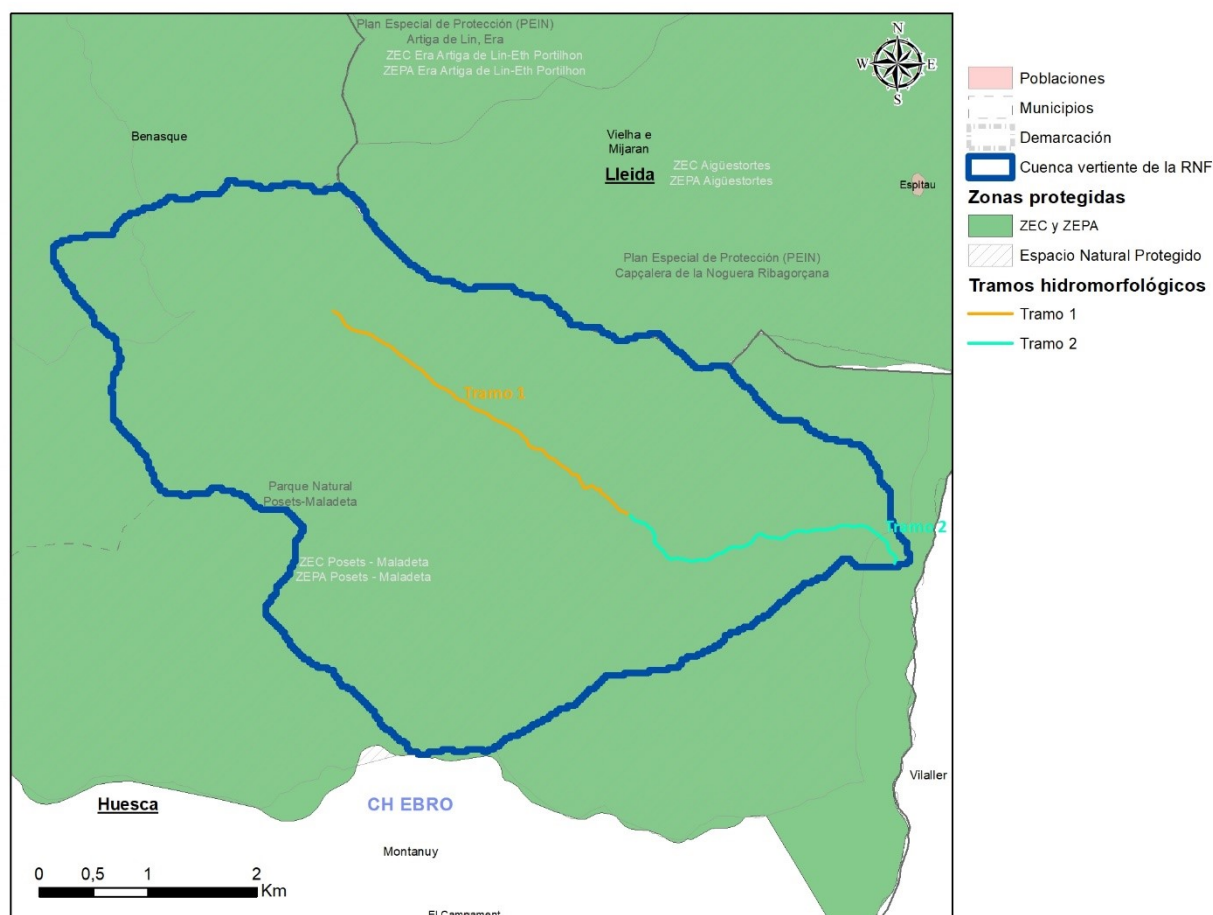 Plan Especial de Protección (PEIN)
Artiga de Lin, Era
ZEC Era Artiga de Lin-Eth Portilhon
ZEPA Era Artiga de Lin-Eth Portilhon
N
W
E
S
Benasque
Vielha e
Mijaran
Lleida
ZEC Aigüestortes
ZEPA Aigüestortes
Espitau
Plan Especial de Protección (PEIN)
Capçalera de la Noguera Ribagorçana
Tramo 1
Parque Natural
Posets-Maladeta
Tramo 2
ZEC Posets - Maladeta
ZEPA Posets - Maladeta
Vilaller
Huesca
CH EBRO
Montanuy
0 0,5 1 2
Km
El Campament
Poblaciones
Municipios
Demarcación
Cuenca vertiente de la RNF
Zonas protegidas
ZEC y ZEPA
Espacio Natural Protegido
Tramos hidromorfológicos
Tramo 1
Tramo 2